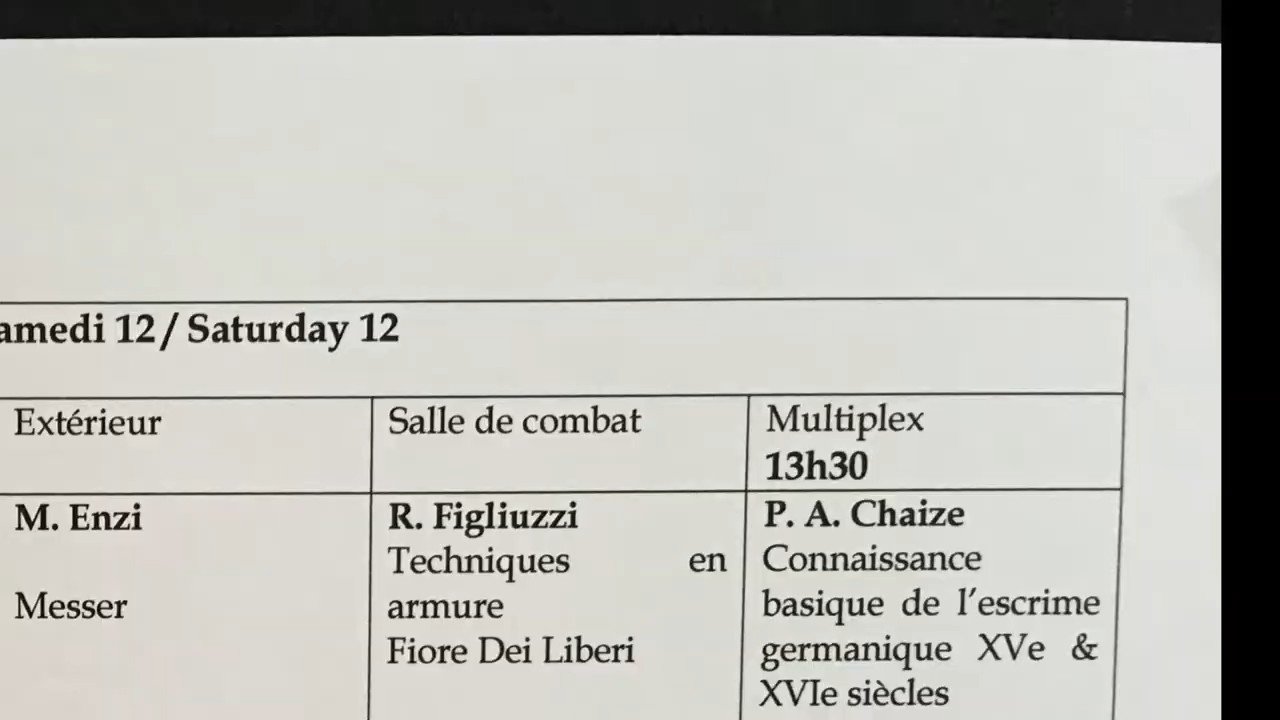 amedi 12 / Saturday 12
Extérieur
Salle de combat
Multiplex
13h30
M. Enzi
Messer
R. Figliuzzi
Techniques en
armure
Fiore Dei Liberi
P. A. Chaize
Connaissance
basique de l'escrime
germanique XVe &
XVIe siècles